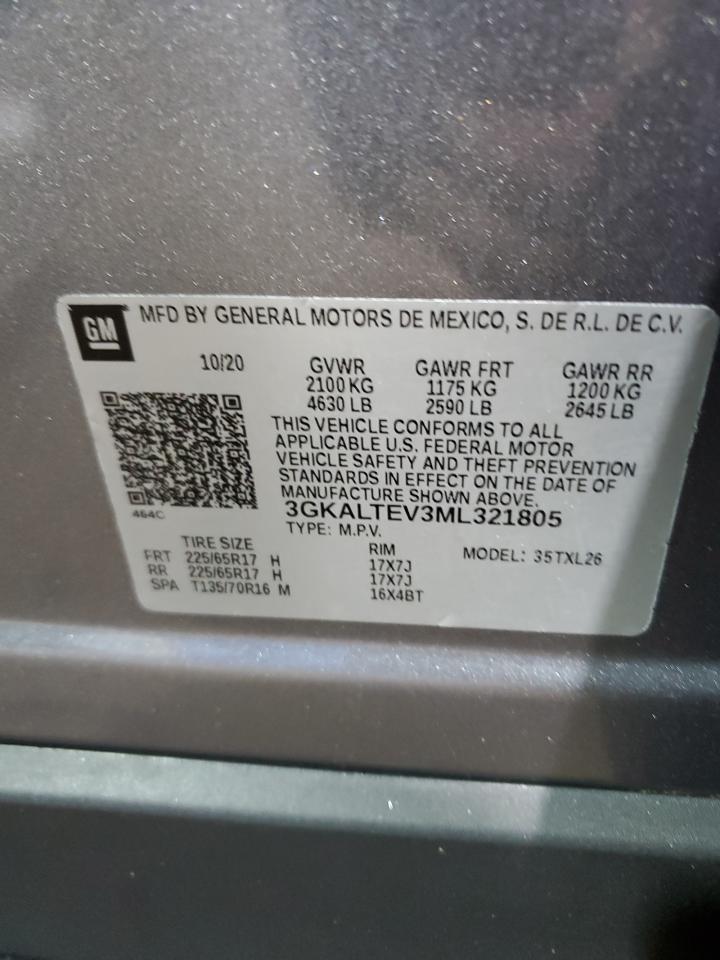 GM
MFD BY GENERAL MOTORS DE MEXICO, S. DE R.L. DE C.V.
10/20
GVWR GAWR FRT GAWR RR
2100 KG 1175 KG 1200 KG
4630 LB 2590 LB 2645 LB
THIS VEHICLE CONFORMS TO ALL
APPLICABLE U.S. FEDERAL MOTOR
VEHICLE SAFETY AND THEFT PREVENTION
STANDARDS IN EFFECT ON THE DATE OF
MANUFACTURE SHOWN ABOVE.
464C
3GKALTEV3ML321805
TYPE: M.P.V. MODEL: 35TXL26
TIRE SIZE RIM
FRT 225/65R17 H 17X7J
RR 225/65R17 H 17X7J
SPA T135/70R16 M 16X4BT